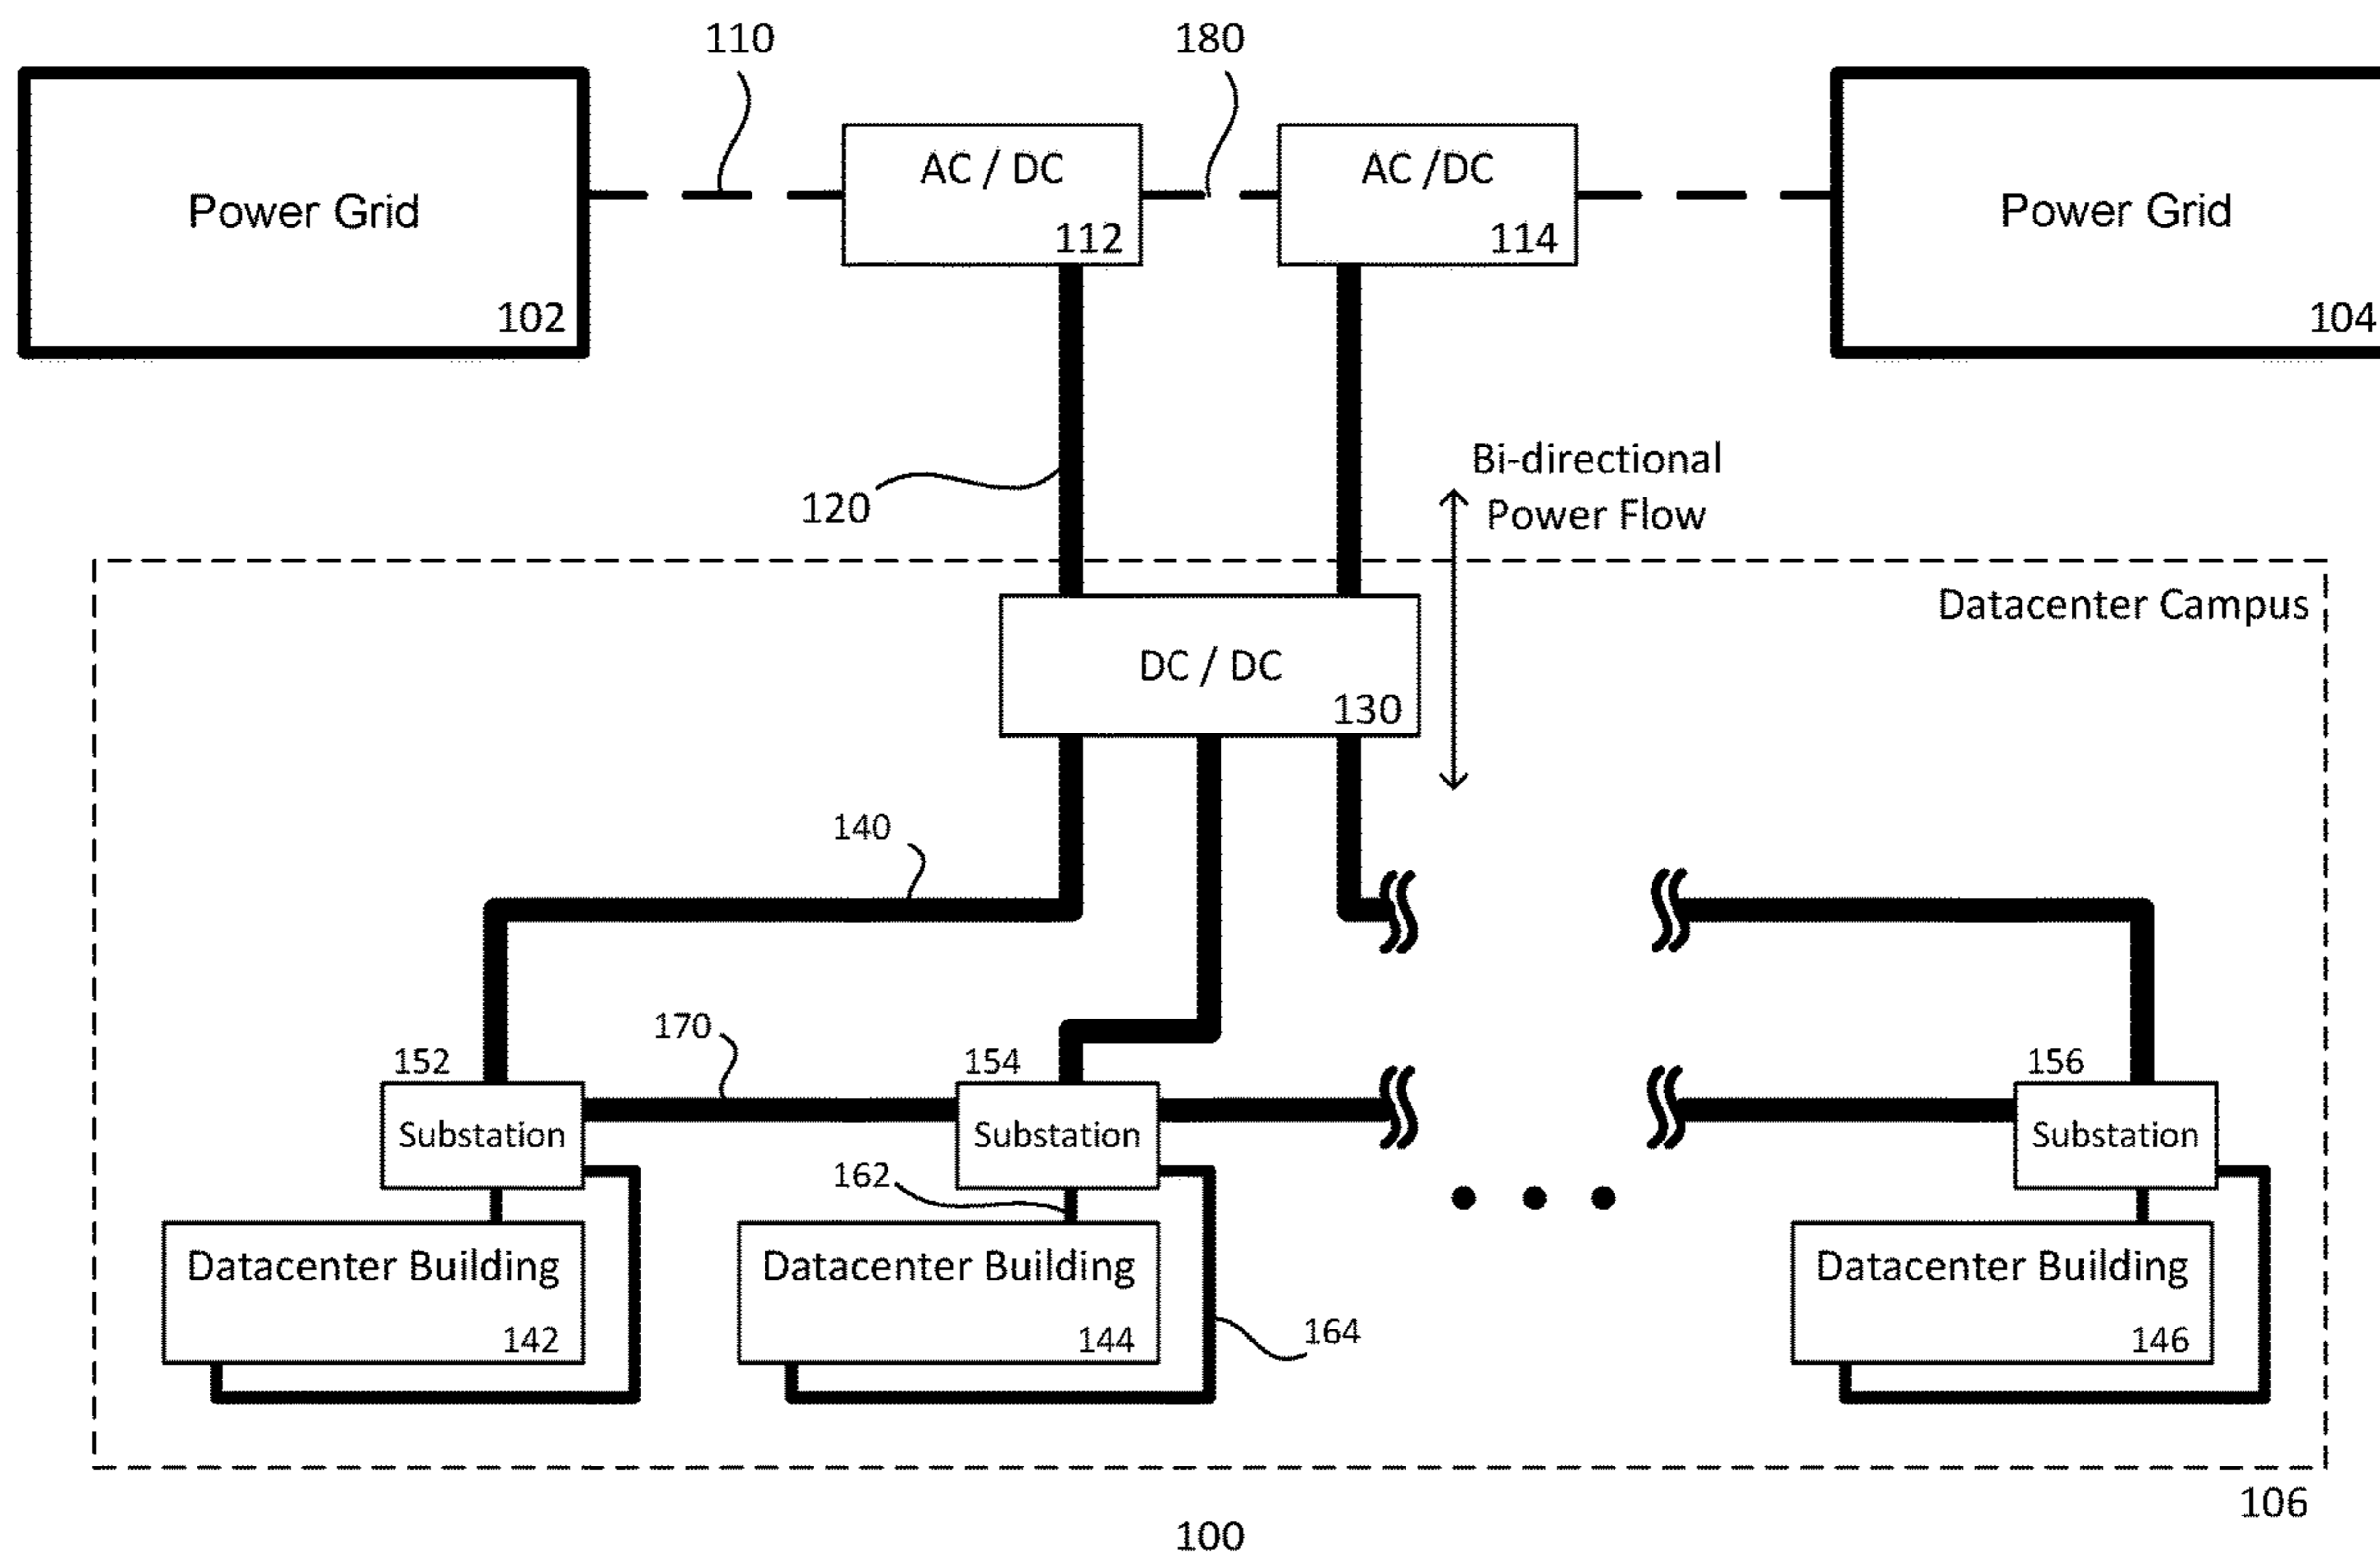 110
180
Power Grid
102
AC / DC
112
AC /DC
114
Power Grid
104
120
Bi-directional
Power Flow
Datacenter Campus
DC / DC
130
140
170
152
Substation
154
Substation
156
Substation
162
Datacenter Building
142
Datacenter Building
144
164
Datacenter Building
146
106
100